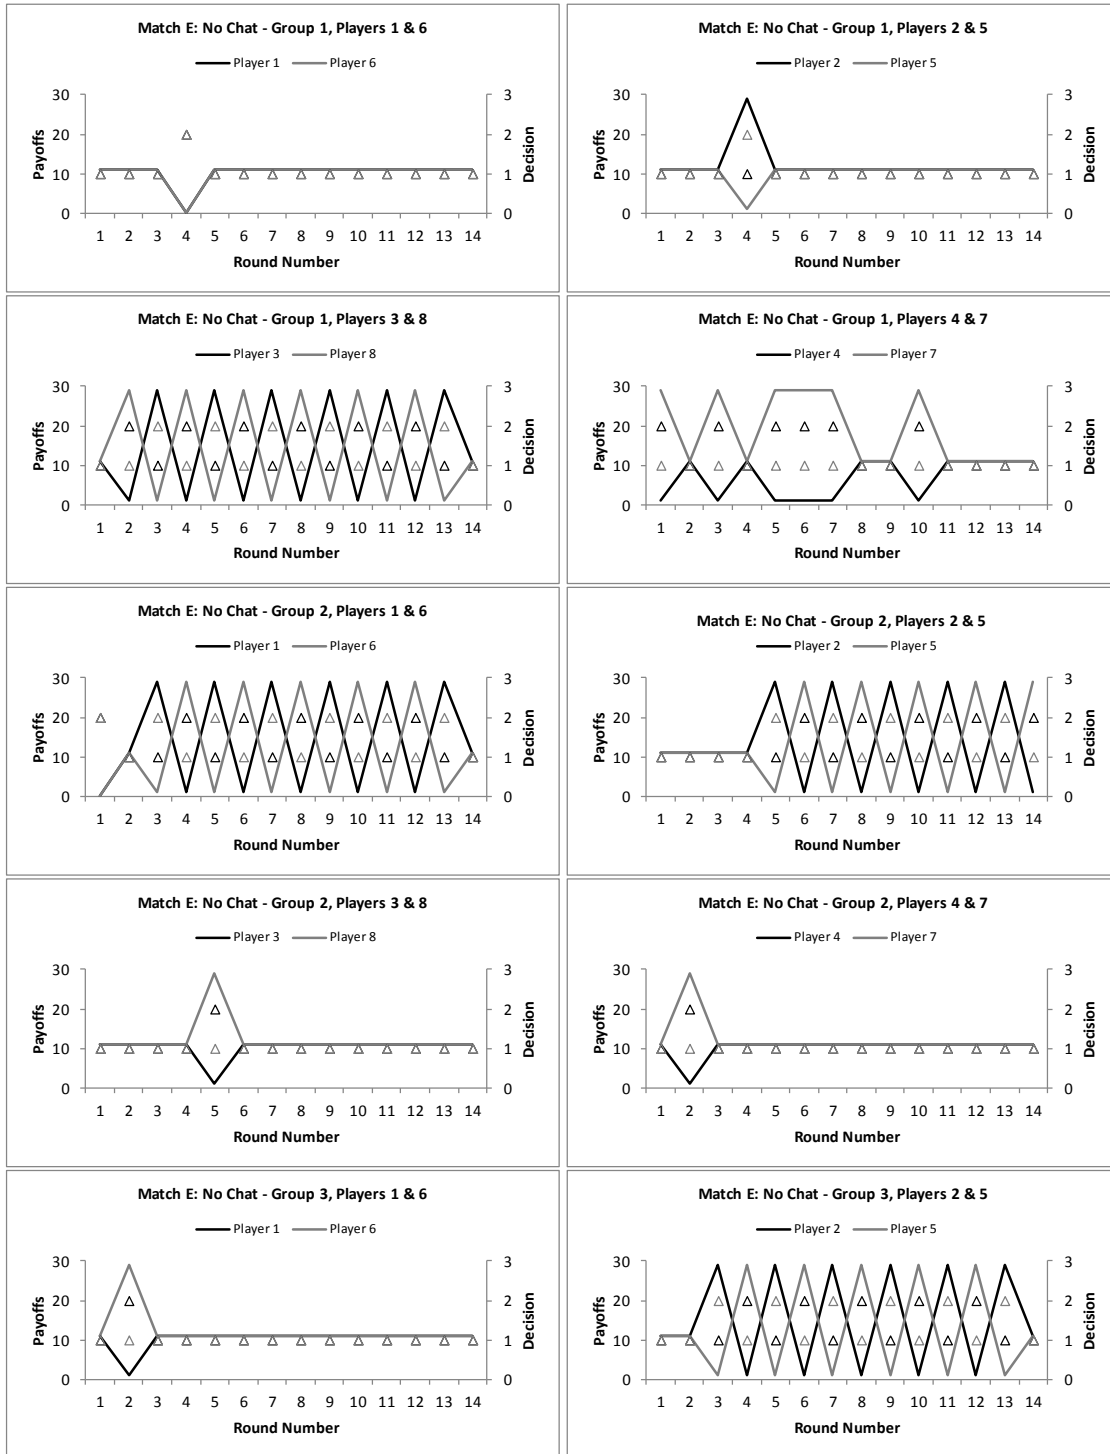 Match E: No Chat - Group 1, Players 1 & 6
Player 1 Player 6
30 3
20 2
10 1
0 0
Payoffs
Decision
1 2 3 4 5 6 7 8 9 10 11 12 13 14
Round Number
Match E: No Chat - Group 1, Players 2 & 5
Player 2 Player 5
30 3
20 2
10 1
0 0
Payoffs
Decision
1 2 3 4 5 6 7 8 9 10 11 12 13 14
Round Number
Match E: No Chat - Group 1, Players 3 & 8
Player 3 Player 8
30 3
20 2
10 1
0 0
Payoffs
Decision
1 2 3 4 5 6 7 8 9 10 11 12 13 14
Round Number
Match E: No Chat - Group 1, Players 4 & 7
Player 4 Player 7
30 3
20 2
10 1
0 0
Payoffs
Decision
1 2 3 4 5 6 7 8 9 10 11 12 13 14
Round Number
Match E: No Chat - Group 2, Players 1 & 6
Player 1 Player 6
30 3
20 2
10 1
0 0
Payoffs
Decision
1 2 3 4 5 6 7 8 9 10 11 12 13 14
Round Number
Match E: No Chat - Group 2, Players 2 & 5
Player 2 Player 5
30 3
20 2
10 1
0 0
Payoffs
Decision
1 2 3 4 5 6 7 8 9 10 11 12 13 14
Round Number
Match E: No Chat - Group 2, Players 3 & 8
Player 3 Player 8
30 3
20 2
10 1
0 0
Payoffs
Decision
1 2 3 4 5 6 7 8 9 10 11 12 13 14
Round Number
Match E: No Chat - Group 2, Players 4 & 7
Player 4 Player 7
30 3
20 2
10 1
0 0
Payoffs
Decision
1 2 3 4 5 6 7 8 9 10 11 12 13 14
Round Number
Match E: No Chat - Group 3, Players 1 & 6
Player 1 Player 6
30 3
20 2
10 1
0 0
Payoffs
Decision
1 2 3 4 5 6 7 8 9 10 11 12 13 14
Round Number
Match E: No Chat - Group 3, Players 2 & 5
Player 2 Player 5
30 3
20 2
10 1
0 0
Payoffs
Decision
1 2 3 4 5 6 7 8 9 10 11 12 13 14
Round Number